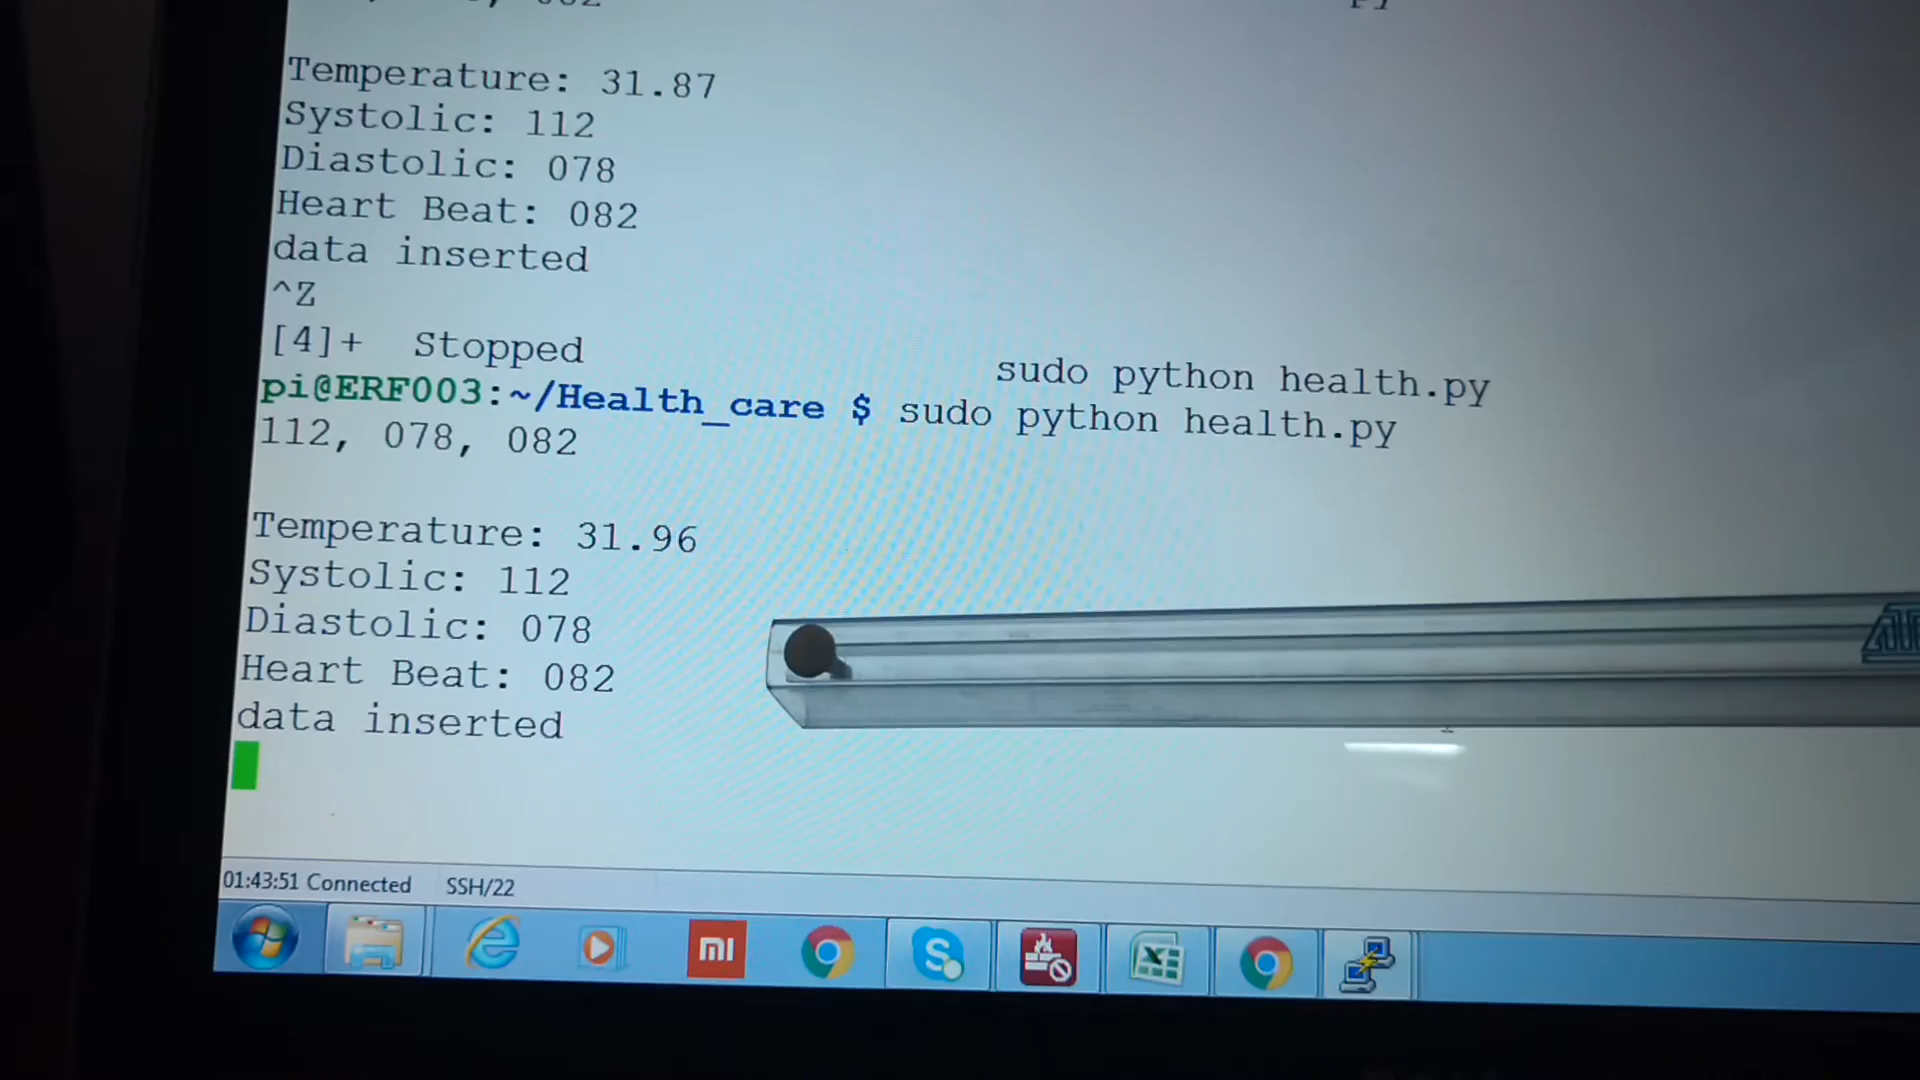 Temperature: 31.87
Systolic: 112
Diastolic: 078
Heart Beat: 082
data inserted
^Z
[4]+  Stopped                 sudo python health.py
pi@ERF003:~/Health_care $ sudo python health.py
112, 078, 082
Temperature: 31.96
Systolic: 112
Diastolic: 078
Heart Beat: 082
data inserted
01:43:51 Connected SSH/22
mi